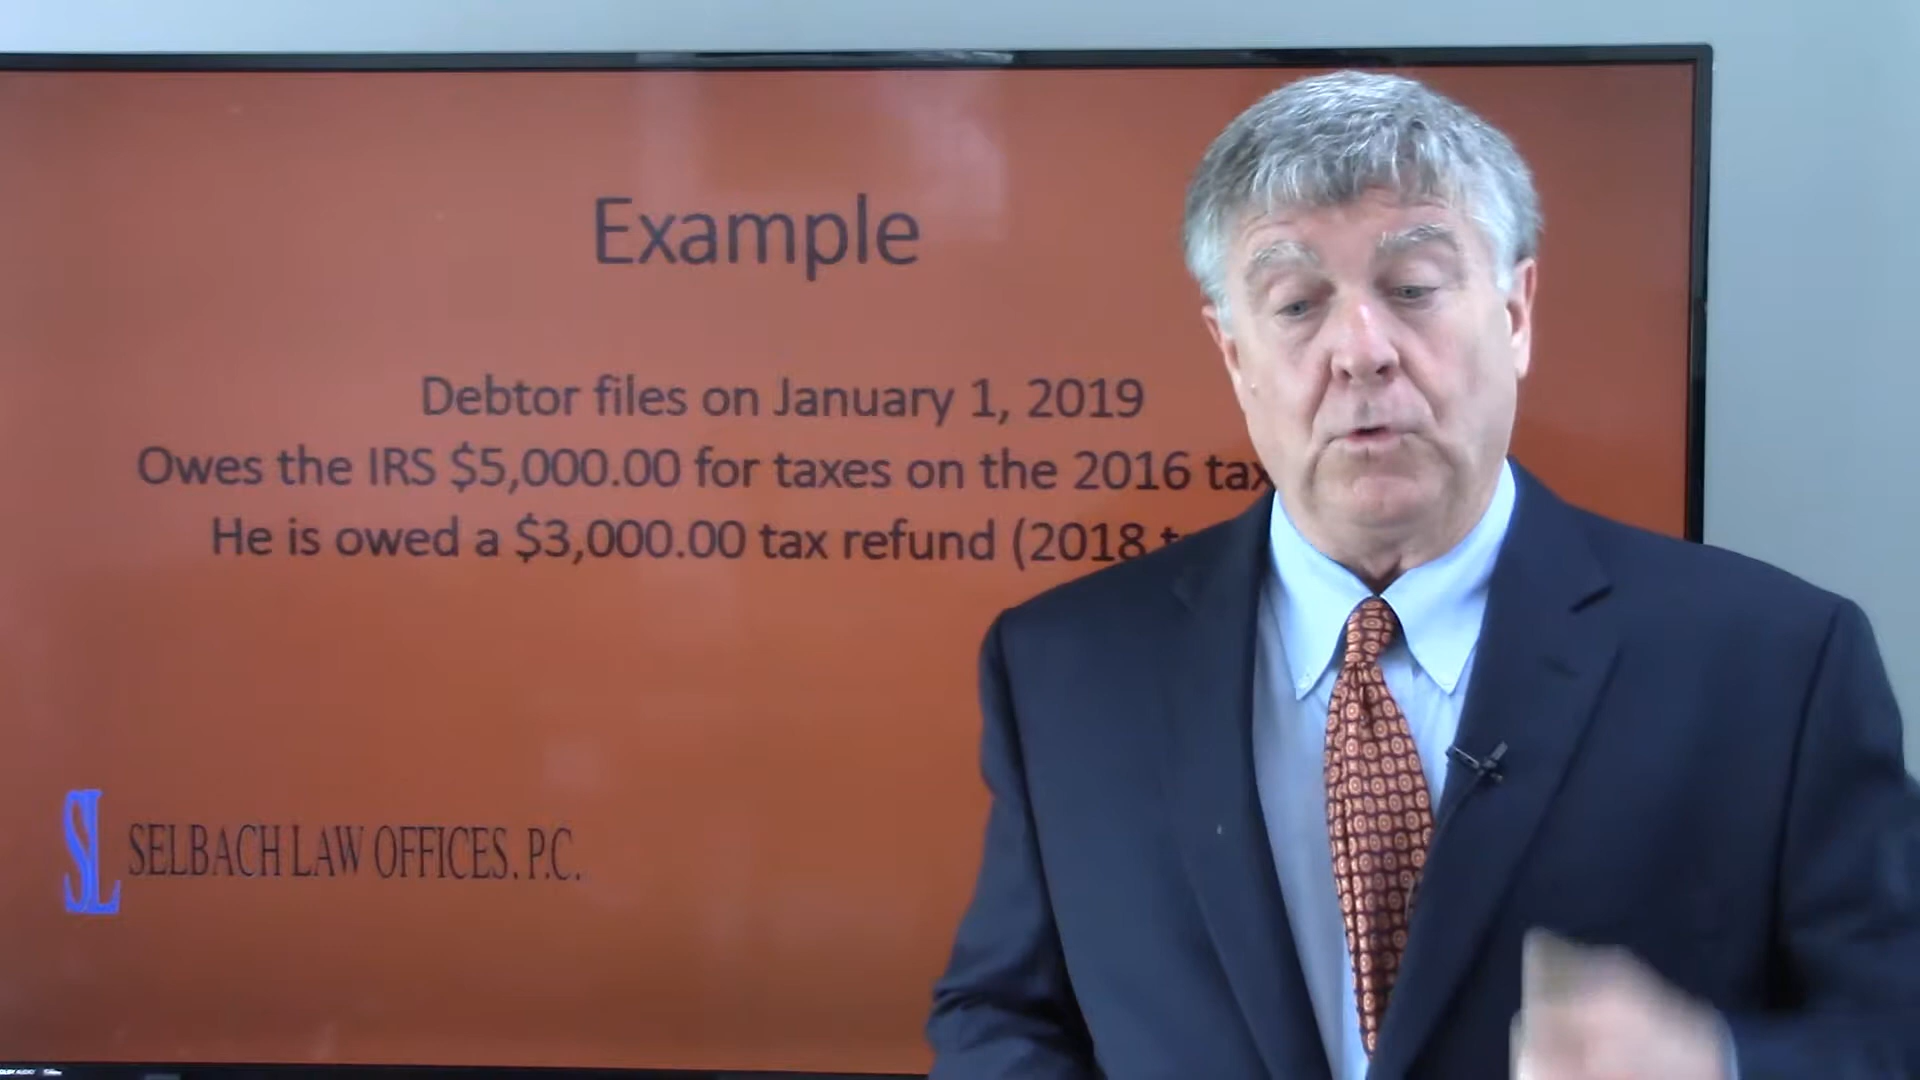 Example
Debtor files on January 1, 2019
Owes the IRS $5,000.00 for taxes on the 2016 tax
He is owed a $3,000.00 tax refund (2018
SL SELBACH LAW OFFICES, P.C.